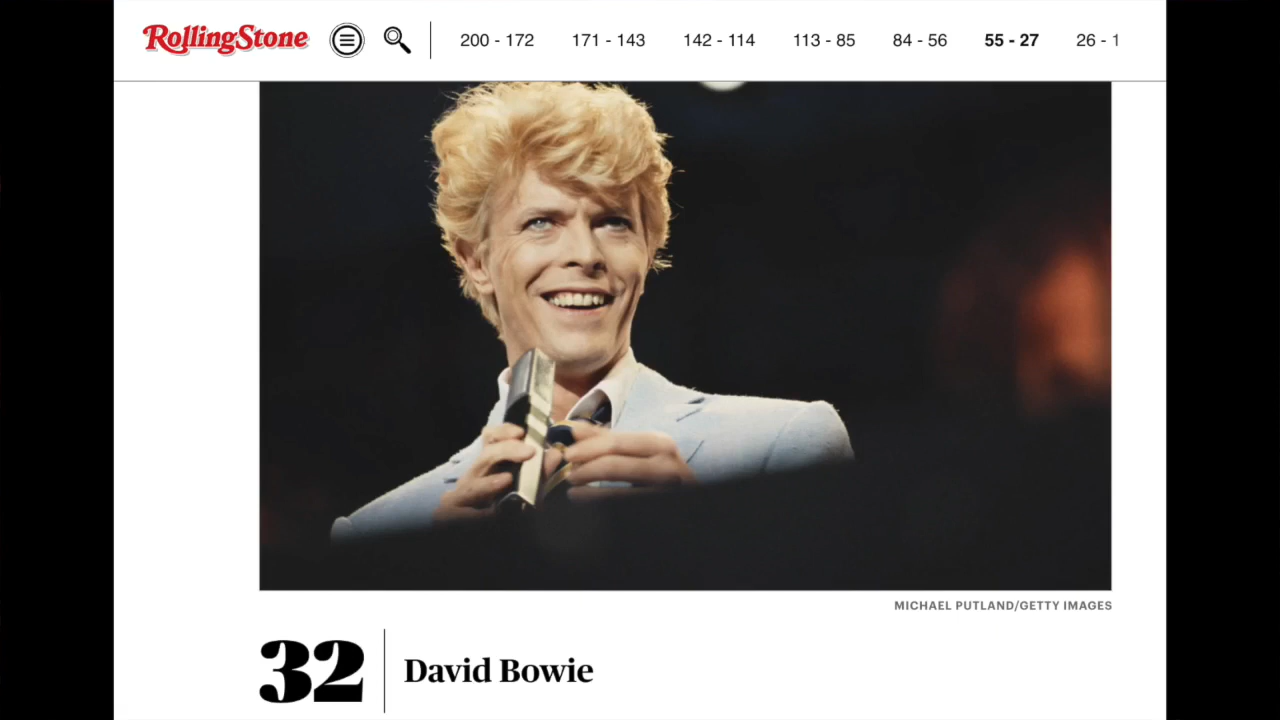 RollingStone 200 - 172 171 - 143 142 - 114 113 - 85 84 - 56 55 - 27 26 - 1
MICHAEL PUTLAND/GETTY IMAGES
32 David Bowie